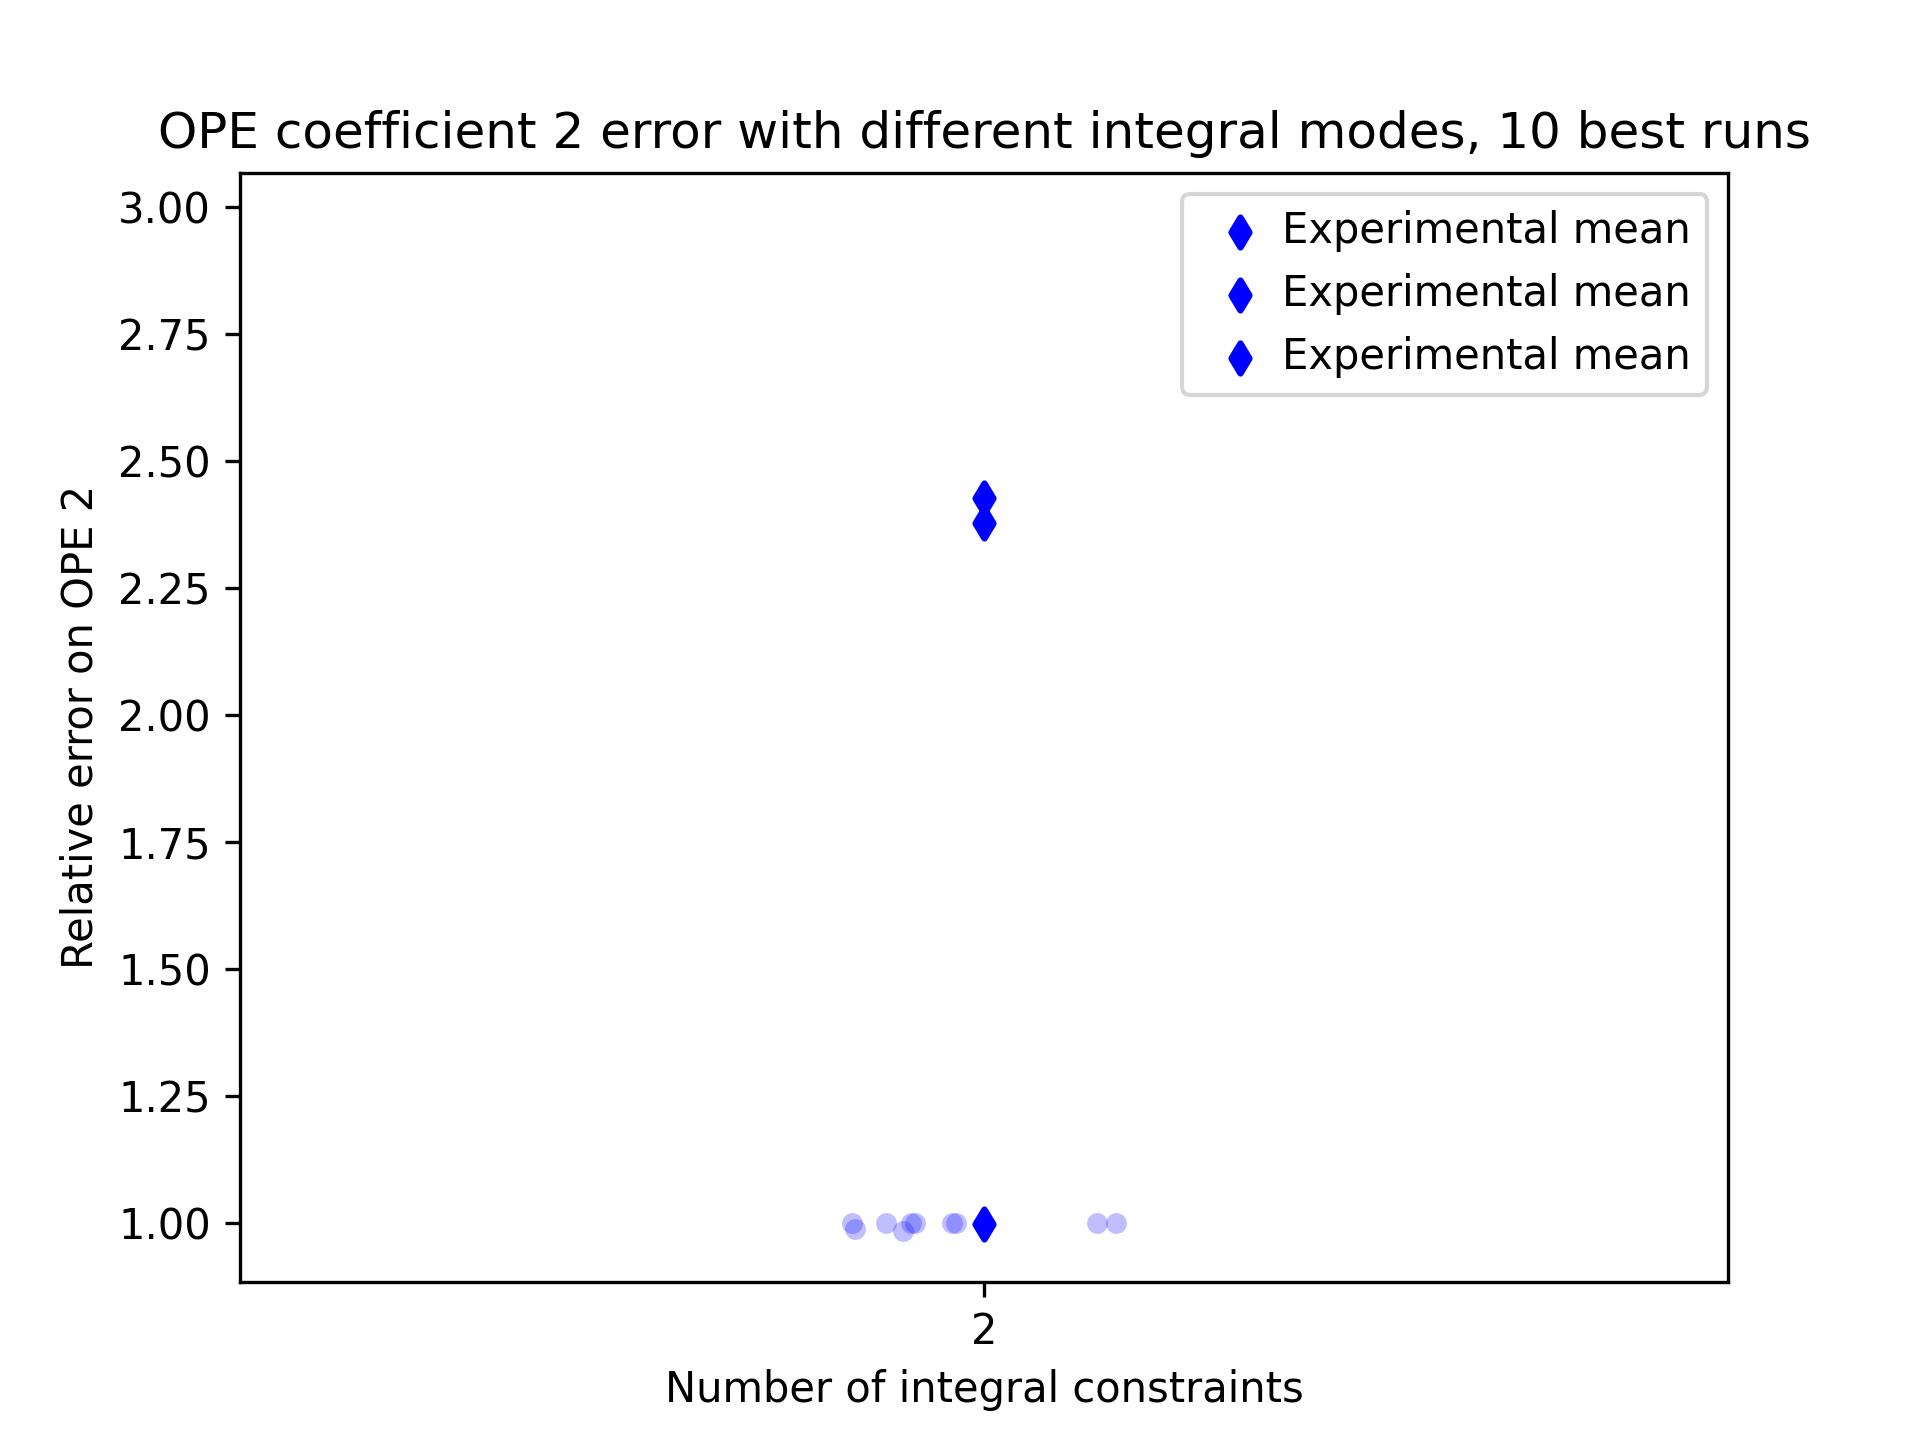 OPE coefficient 2 error with different integral modes, 10 best runs
Experimental mean
Experimental mean
Experimental mean
3.00
2.75
2.50
2.25
2.00
1.75
1.50
1.25
1.00
Relative error on OPE 2
2
Number of integral constraints